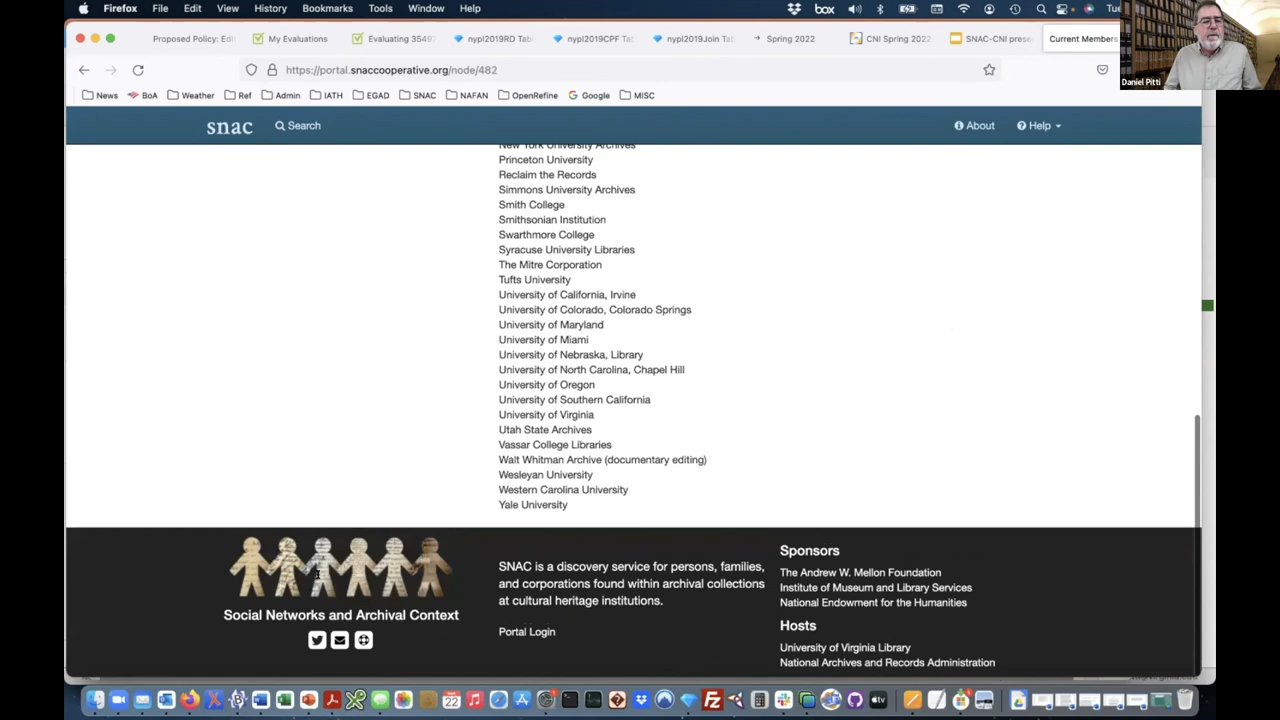 Firefox File Edit View History Bookmarks Tools Archiving Window Help box Tue
Daniel Pitti
Proposed Policy: Edi My Evaluations Evaluating 3549 nypl2019RD Tab nypl2019CPF Tab nypl2019Join Tab Spring 2022 CNI Spring 2022 SNAC-CNI prese Current Members
https://portal.snaccooperative.org/node/482
News BoA Weather Ref Admin IATH EGAD SNAC NAFAN OpenRefine Google MISC
snac Search About Help
New York University Archives
Princeton University
Reclaim the Records
Simmons University Archives
Smith College
Smithsonian Institution
Swarthmore College
Syracuse University Libraries
The Mitre Corporation
Tufts University
University of California, Irvine
University of Colorado, Colorado Springs
University of Maryland
University of Miami
University of Nebraska, Library
University of North Carolina, Chapel Hill
University of Oregon
University of Southern California
University of Virginia
Utah State Archives
Vassar College Libraries
Walt Whitman Archive (documentary editing)
Wesleyan University
Western Carolina University
Yale University
Social Networks and Archival Context
SNAC is a discovery service for persons, families,
and corporations found within archival collections
at cultural heritage institutions.
Portal Login
Sponsors
The Andrew W. Mellon Foundation
Institute of Museum and Library Services
National Endowment for the Humanities
Hosts
University of Virginia Library
National Archives and Records Administration